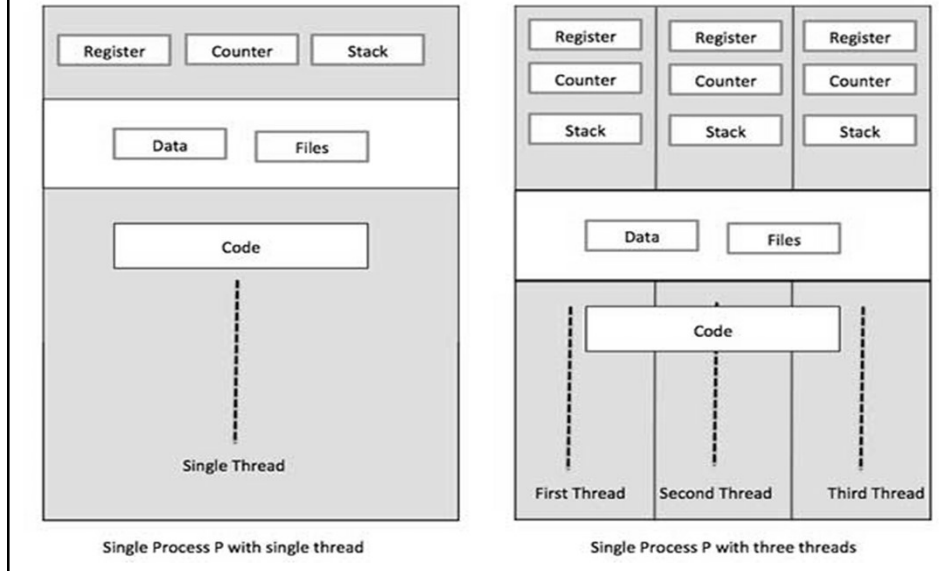 Register Counter Stack
Data Files
Code
Single Thread
Single Process P with single thread
Register Register Register
Counter Counter Counter
Stack Stack Stack
Data Files
Code
First Thread Second Thread Third Thread
Single Process P with three threads